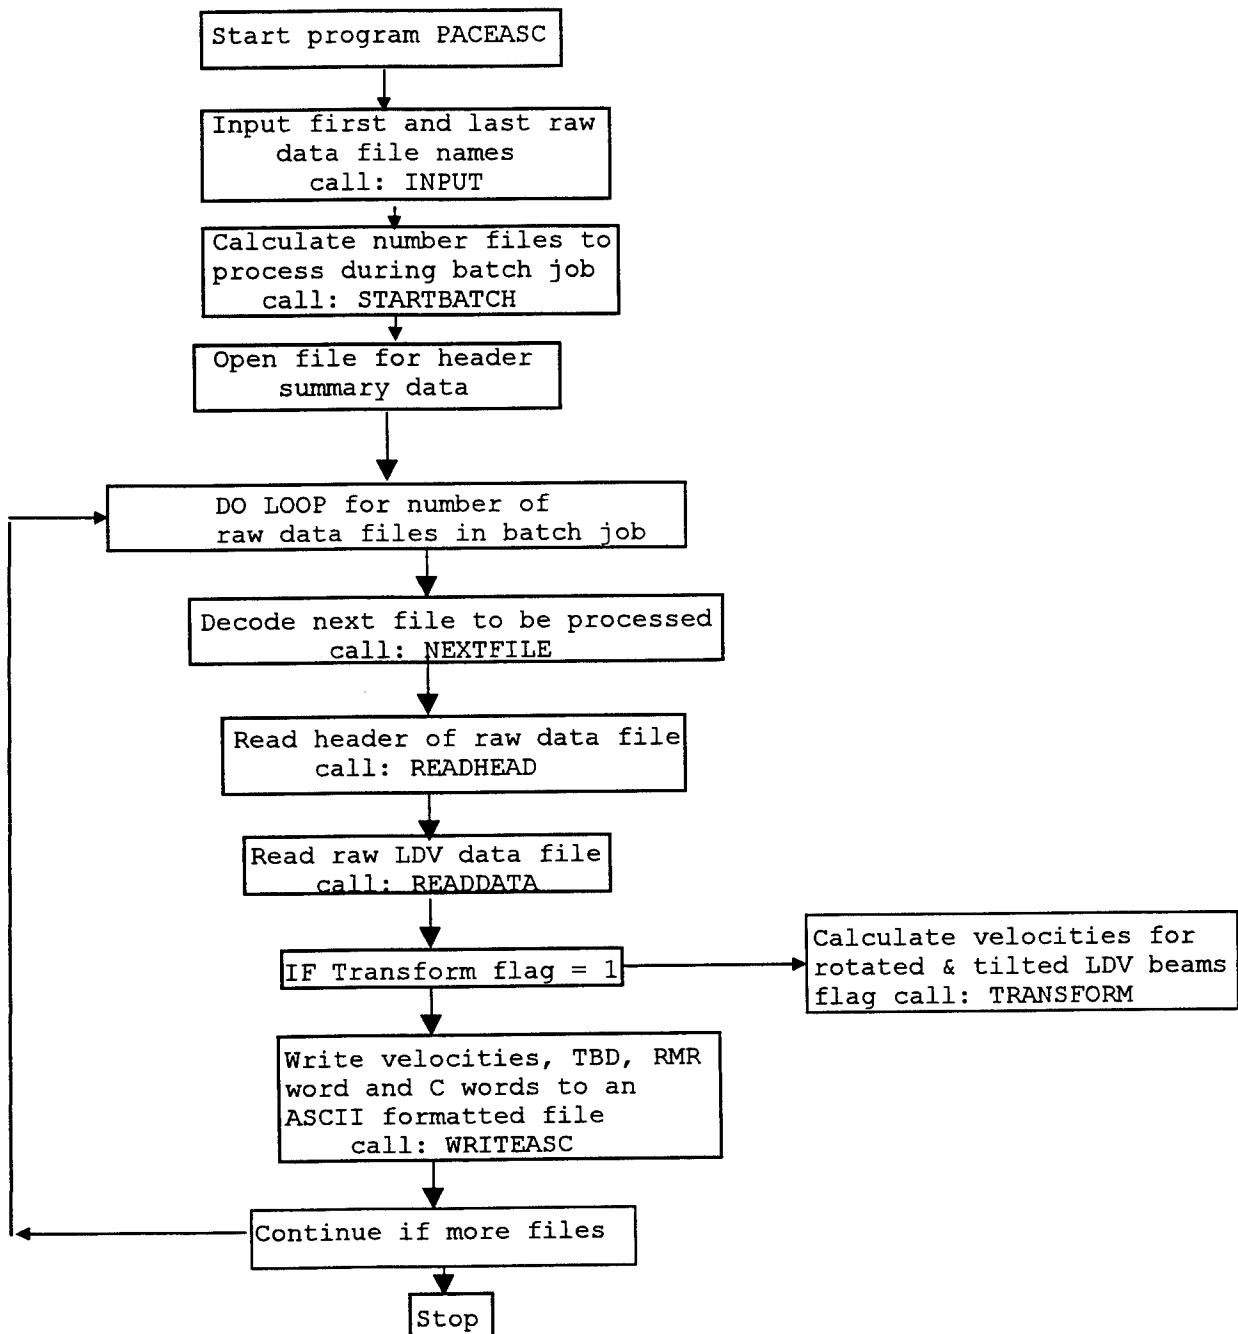 Start program PACEASC
Input first and last raw
data file names
call: INPUT
Calculate number files to
process during batch job
call: STARTBATCH
Open file for header
summary data
DO LOOP for number of
raw data files in batch job
Decode next file to be processed
call: NEXTFILE
Read header of raw data file
call: READHEAD
Read raw LDV data file
call: READDATA
IF Transform flag = 1
Calculate velocities for
rotated & tilted LDV beams
flag call: TRANSFORM
Write velocities, TBD, RMR
word and C words to an
ASCII formatted file
call: WRITEASC
Continue if more files
Stop